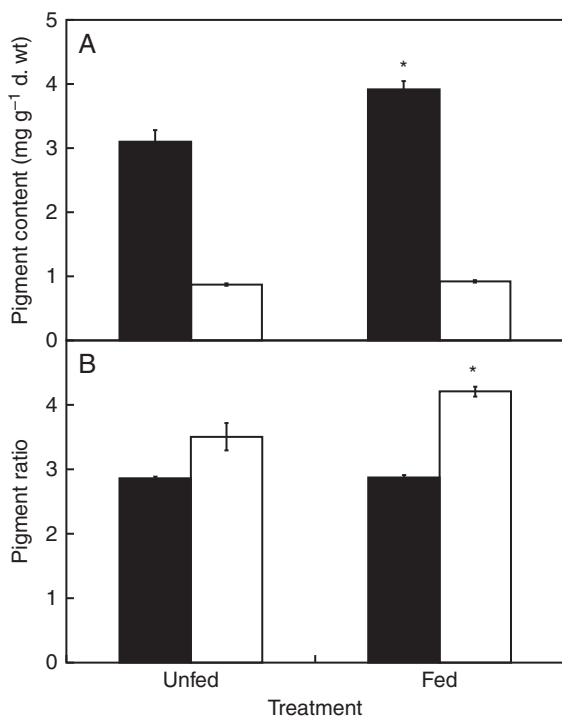 A
Pigment content (mg g⁻¹ d. wt)
5
4
3
2
1
0
*
B
Pigment ratio
4
3
2
1
0
*
Unfed Fed
Treatment